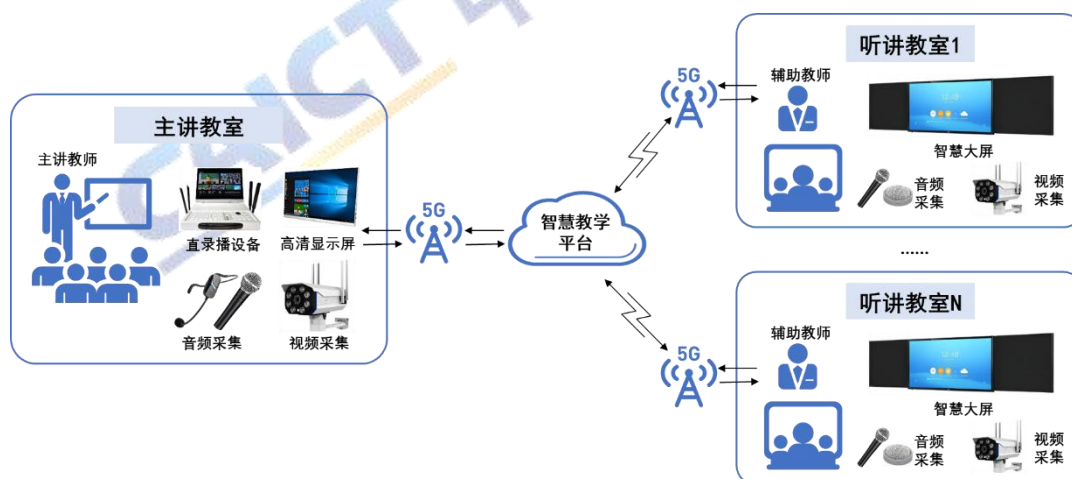 CAICT
主讲教室
主讲教师
直录播设备
高清显示屏
音频采集
视频采集
5G
智慧教学
平台
5G
听讲教室1
辅助教师
智慧大屏
音频
采集
视频
采集
......
5G
听讲教室N
辅助教师
智慧大屏
音频
采集
视频
采集